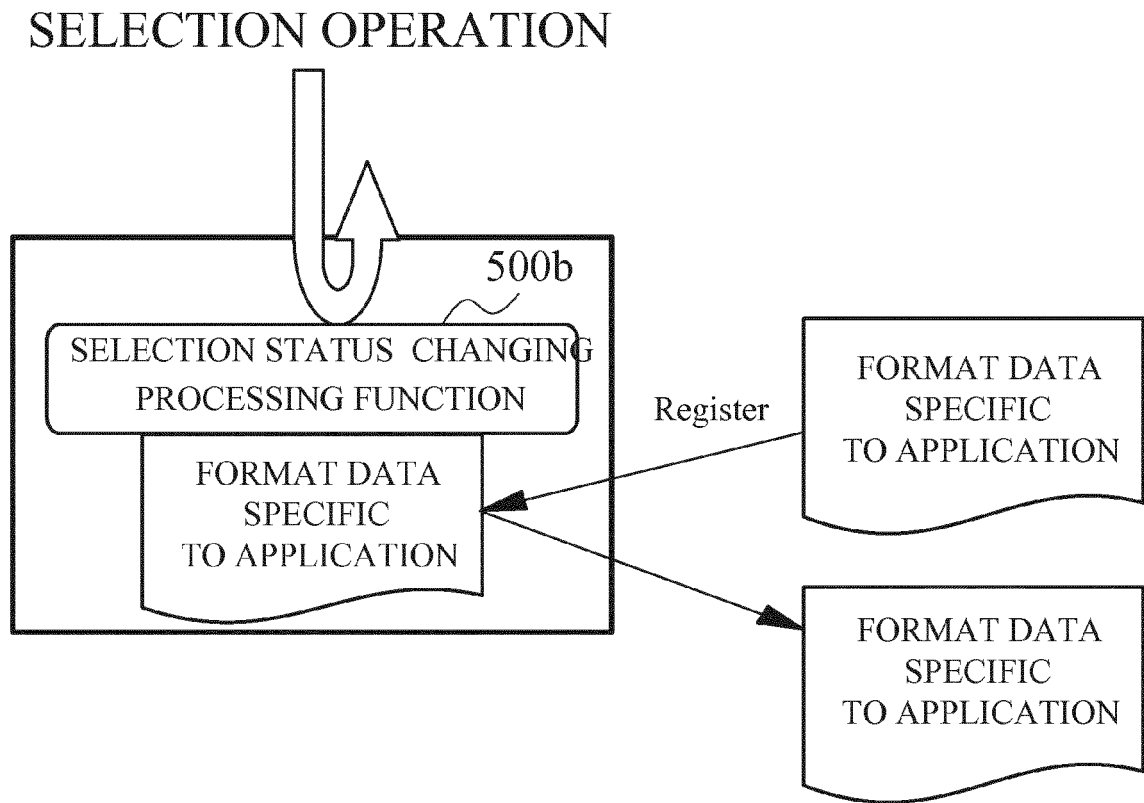 SELECTION OPERATION
500b
SELECTION STATUS CHANGING
PROCESSING FUNCTION
FORMAT DATA
SPECIFIC
TO APPLICATION
Register
FORMAT DATA
SPECIFIC
TO APPLICATION
FORMAT DATA
SPECIFIC
TO APPLICATION